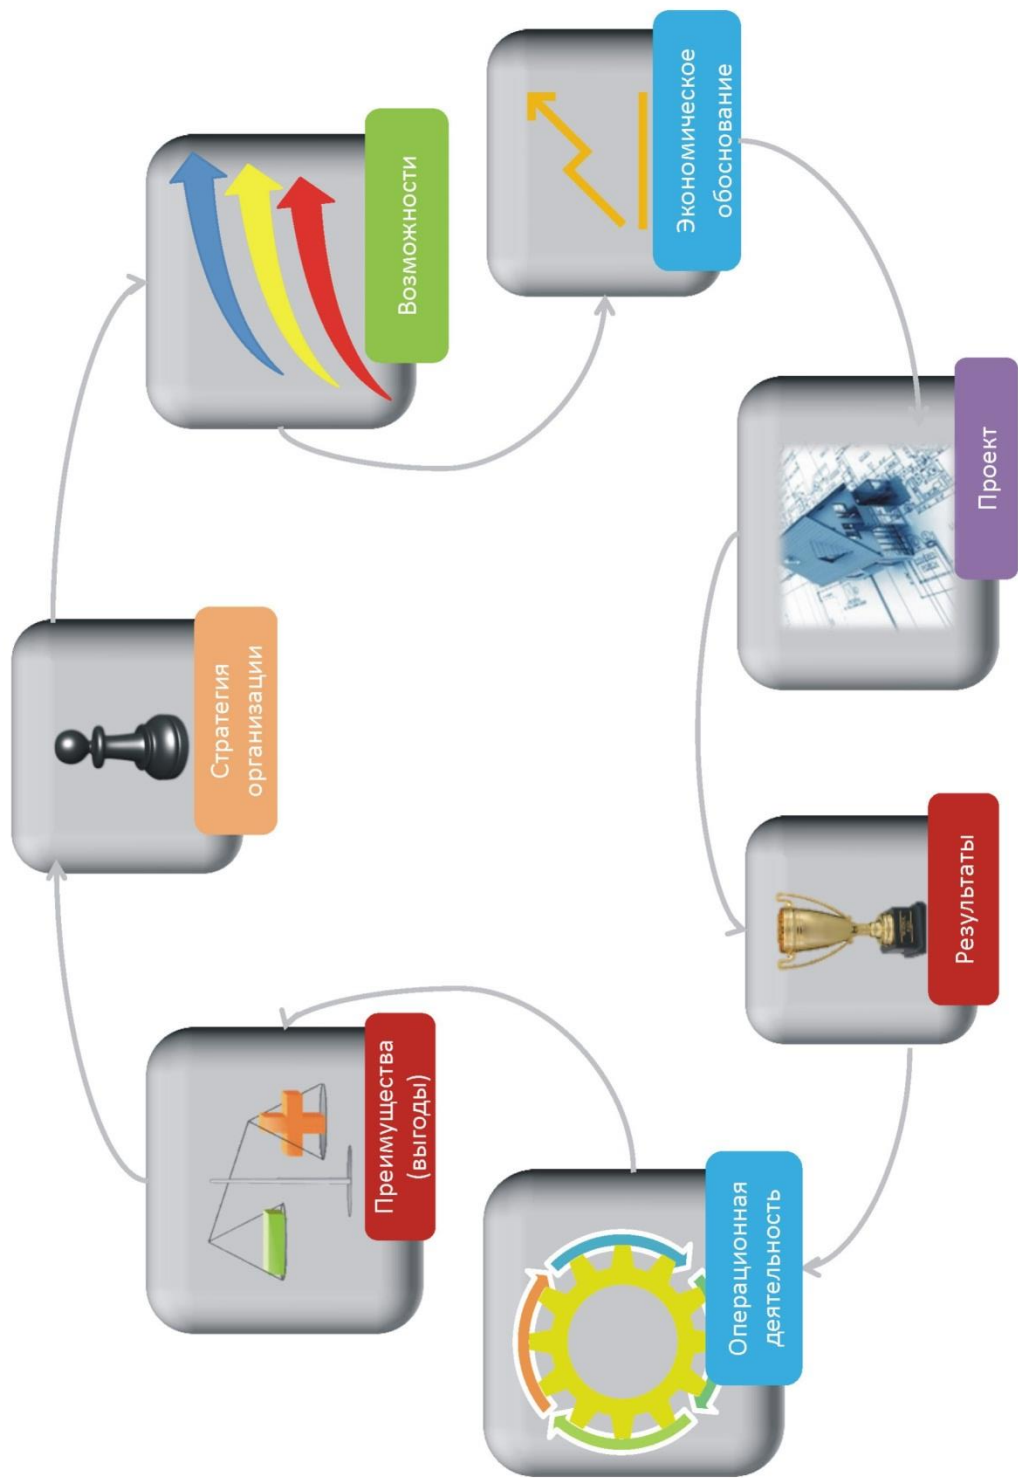 Стратегия
организации
Возможности
Экономическое
обоснование
Проект
Результаты
Операционная
деятельность
Преимущества
(выгоды)